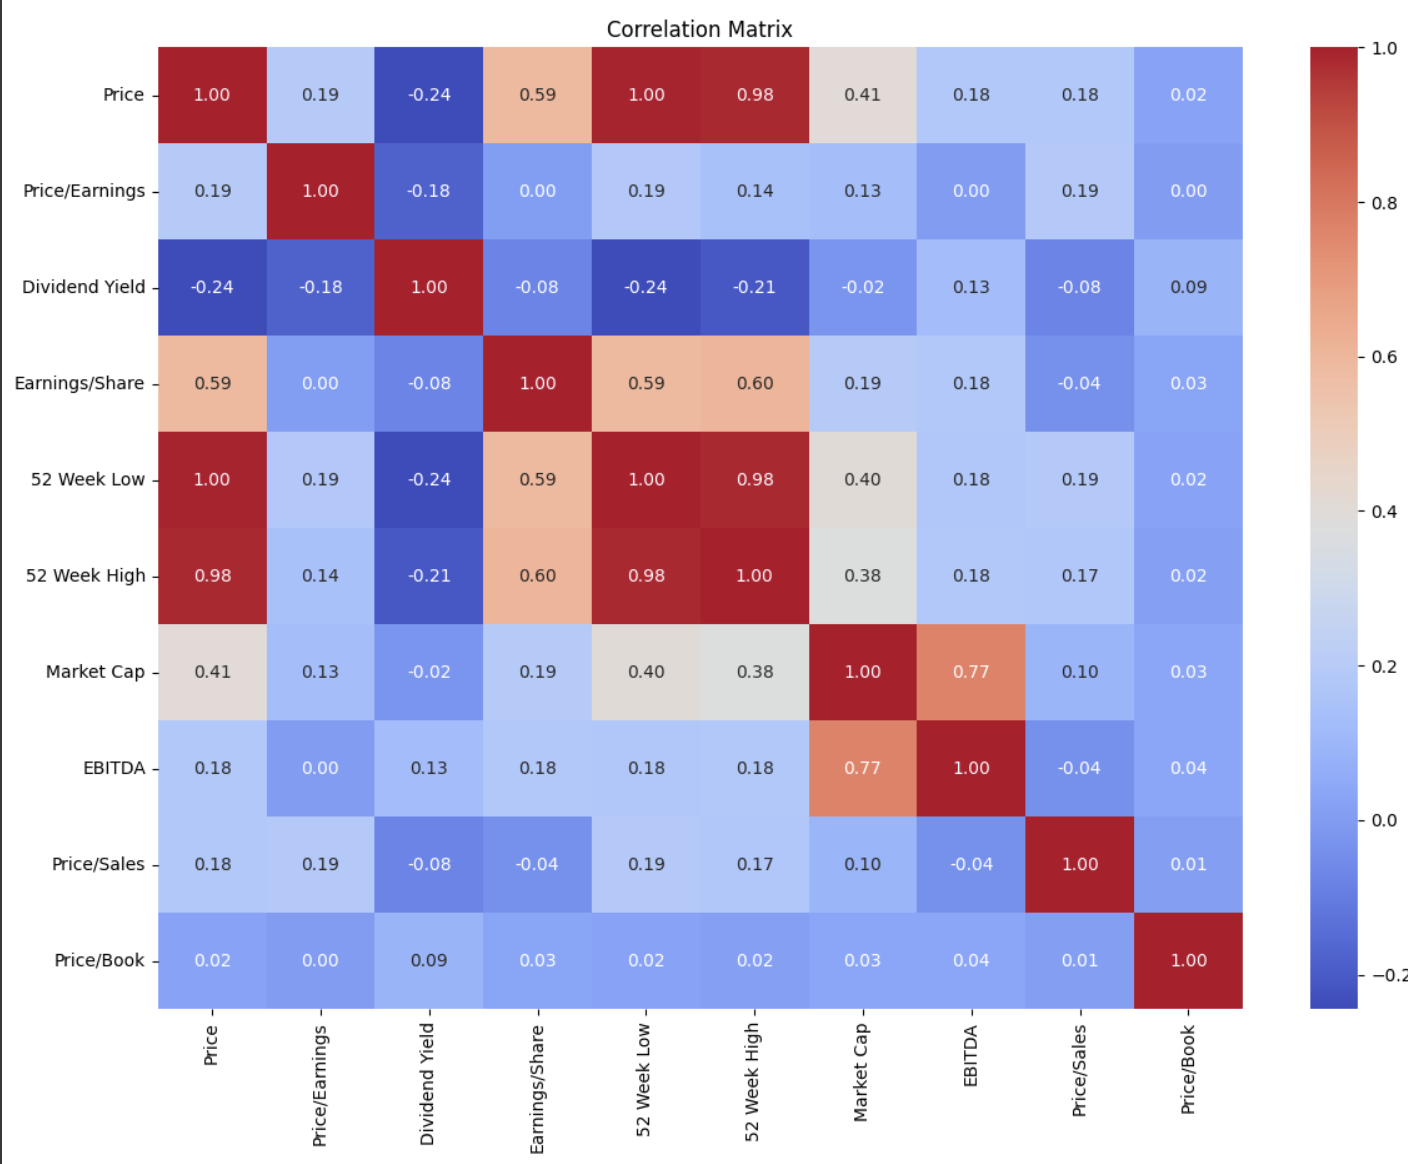 Correlation Matrix
Price 1.00 0.19 -0.24 0.59 1.00 0.98 0.41 0.18 0.18 0.02
Price/Earnings 0.19 1.00 -0.18 0.00 0.19 0.14 0.13 0.00 0.19 0.00
Dividend Yield -0.24 -0.18 1.00 -0.08 -0.24 -0.21 -0.02 0.13 -0.08 0.09
Earnings/Share 0.59 0.00 -0.08 1.00 0.59 0.60 0.19 0.18 -0.04 0.03
52 Week Low 1.00 0.19 -0.24 0.59 1.00 0.98 0.40 0.18 0.19 0.02
52 Week High 0.98 0.14 -0.21 0.60 0.98 1.00 0.38 0.18 0.17 0.02
Market Cap 0.41 0.13 -0.02 0.19 0.40 0.38 1.00 0.77 0.10 0.03
EBITDA 0.18 0.00 0.13 0.18 0.18 0.18 0.77 1.00 -0.04 0.04
Price/Sales 0.18 0.19 -0.08 -0.04 0.19 0.17 0.10 -0.04 1.00 0.01
Price/Book 0.02 0.00 0.09 0.03 0.02 0.02 0.03 0.04 0.01 1.00
Price Price/Earnings Dividend Yield Earnings/Share 52 Week Low 52 Week High Market Cap EBITDA Price/Sales Price/Book
1.0
0.8
0.6
0.4
0.2
0.0
−0.2